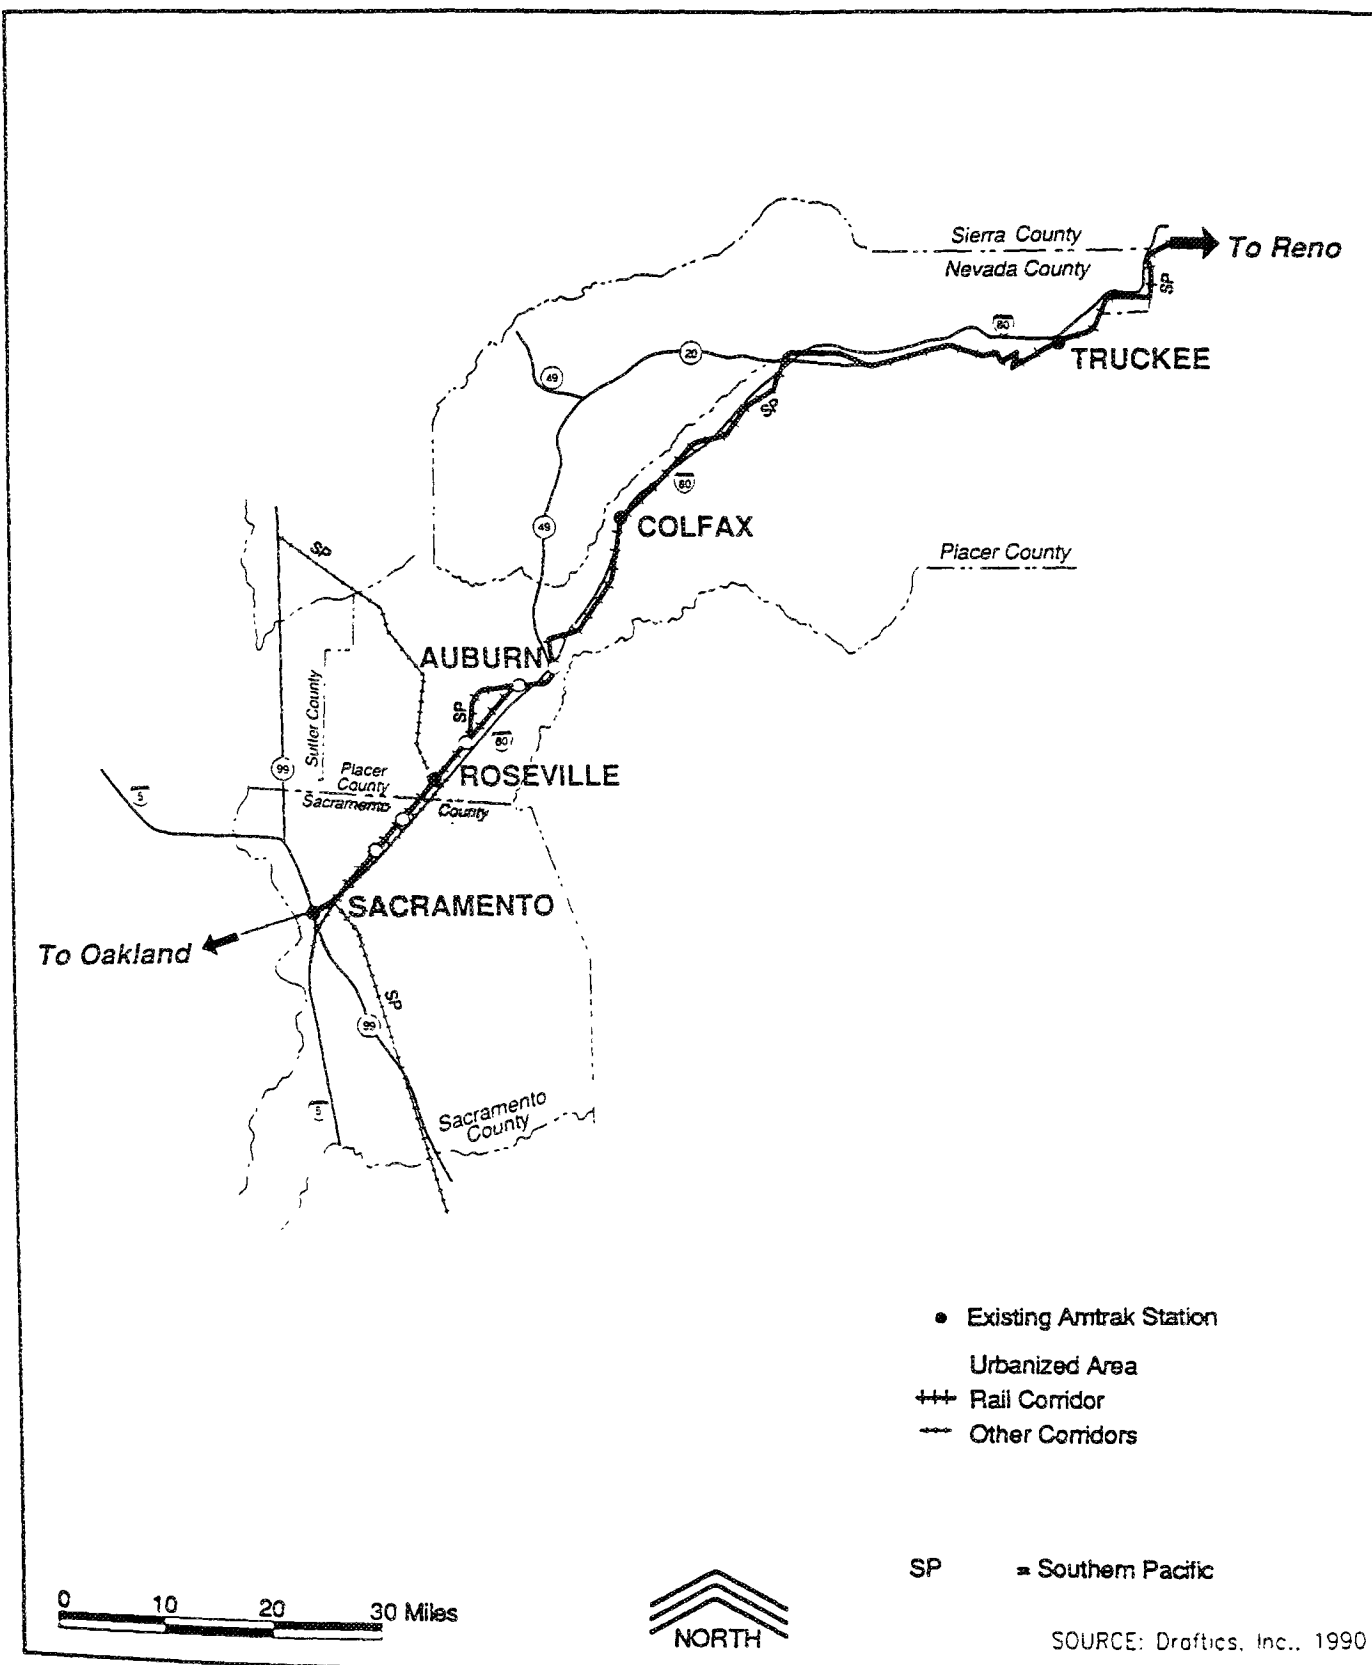 Sierra County
To Reno
Nevada County
SP
80
TRUCKEE
20
49
SP
80
COLFAX
49
SP
Placer County
AUBURN
SP
Sutter County
80
99
Placer
County
ROSEVILLE
Sacramento
County
5
SACRAMENTO
To Oakland
SP
99
5
Sacramento
County
Existing Amtrak Station
Urbanized Area
Rail Corridor
Other Corridors
SP = Southern Pacific
0 10 20 30 Miles
NORTH
SOURCE: Draftics, Inc., 1990